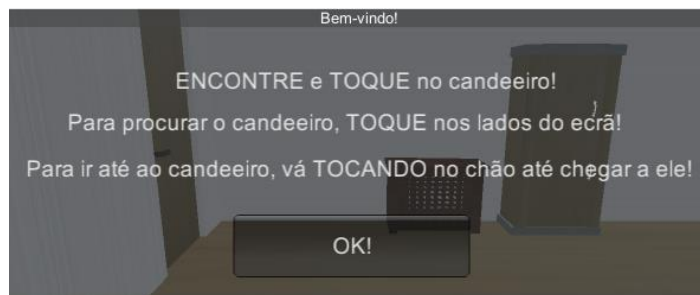 Bem-vindo!
ENCONTRE e TOQUE no candeeiro!
Para procurar o candeeiro, TOQUE nos lados do ecrã!
Para ir até ao candeeiro, vá TOCANDO no chão até chegar a ele!
OK!